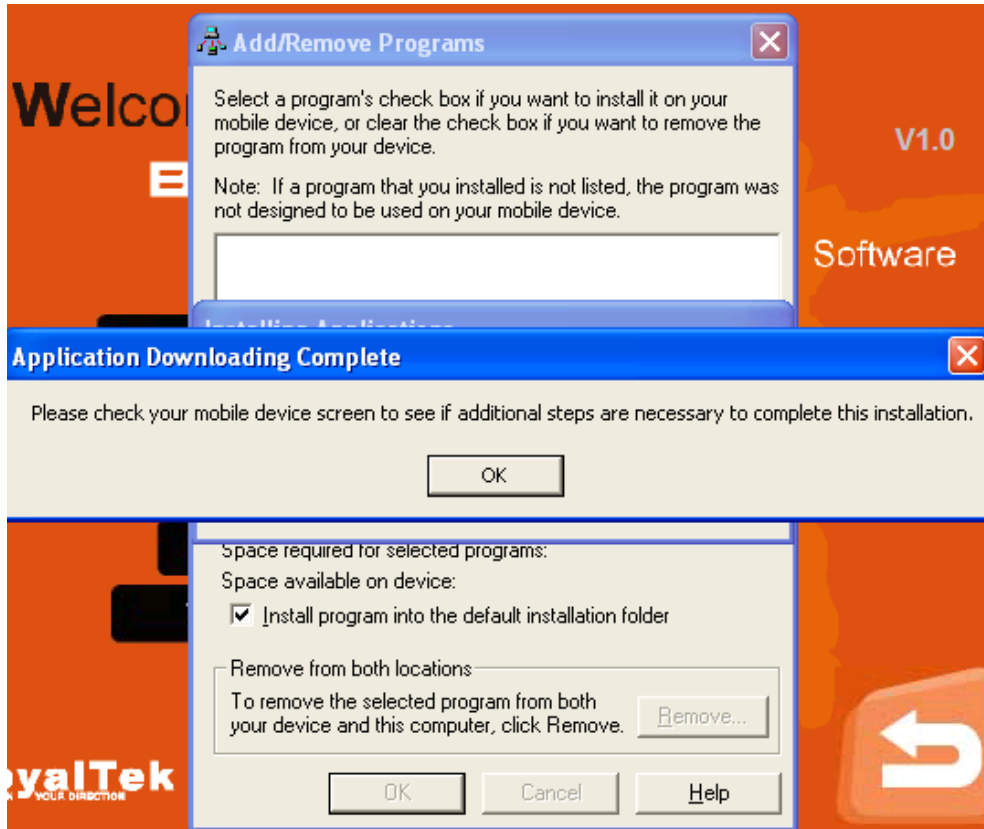 Add/Remove Programs
Welco
Select a program's check box if you want to install it on your
mobile device, or clear the check box if you want to remove the
program from your device.
V1.0
Note: If a program that you installed is not listed, the program was
not designed to be used on your mobile device.
Software
Installing Applications
Application Downloading Complete
Please check your mobile device screen to see if additional steps are necessary to complete this installation.
OK
Space required for selected programs:
Space available on device:
Install program into the default installation folder
Remove from both locations
To remove the selected program from both
your device and this computer, click Remove.
Remove...
oyalTek
YOUR DIRECTION
OK
Cancel
Help